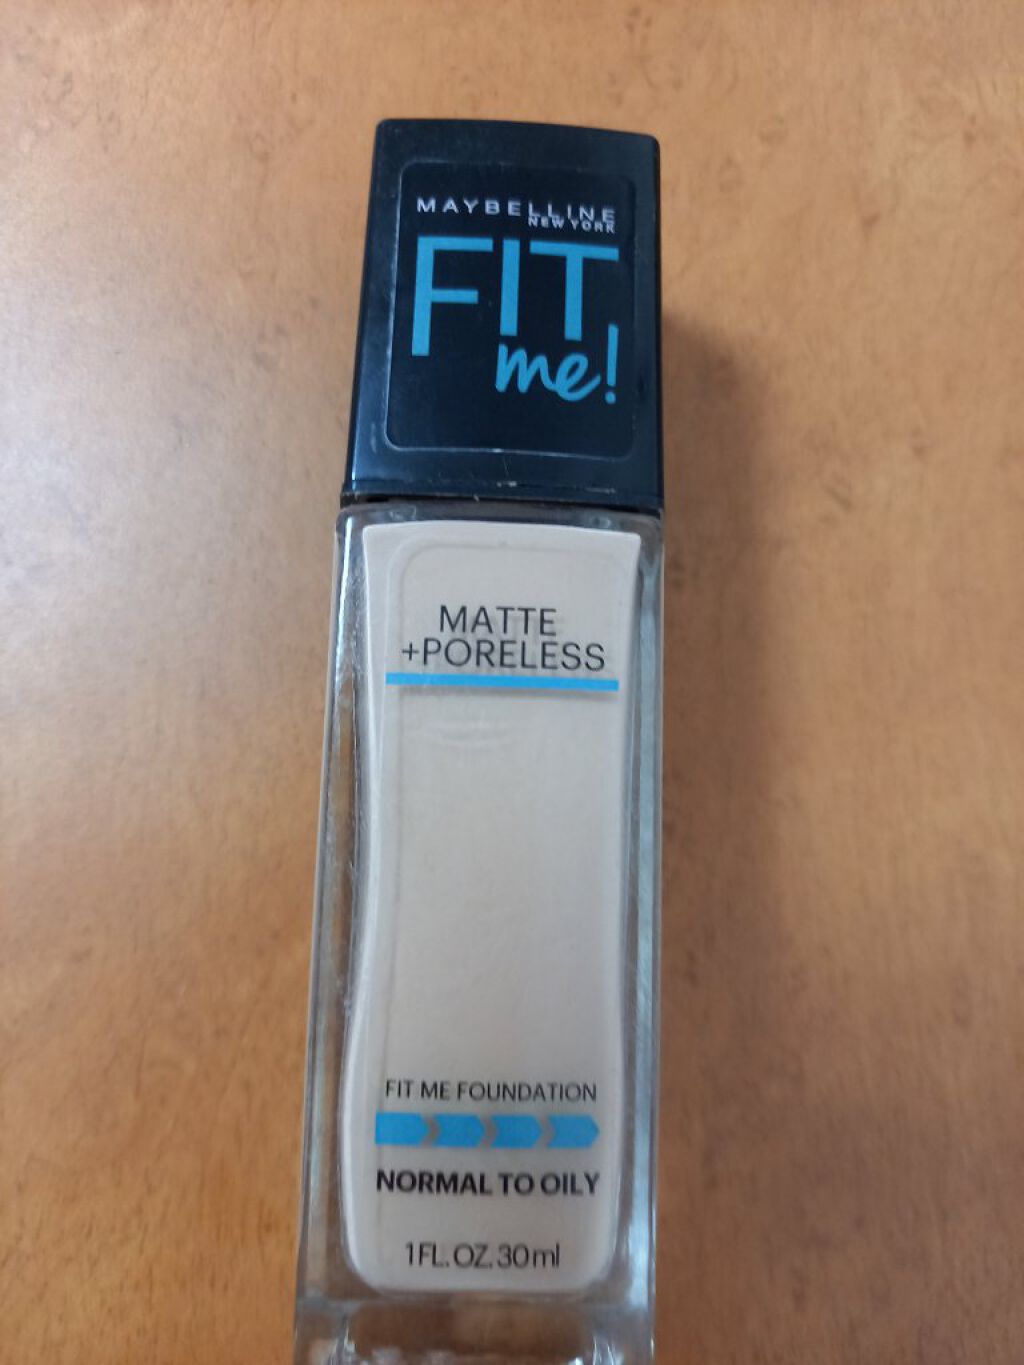 MAYBELLINE
NEW YORK
FIT
me!
MATTE
+PORELESS
FIT ME FOUNDATION
NORMAL TO OILY
1FL.OZ.30ml